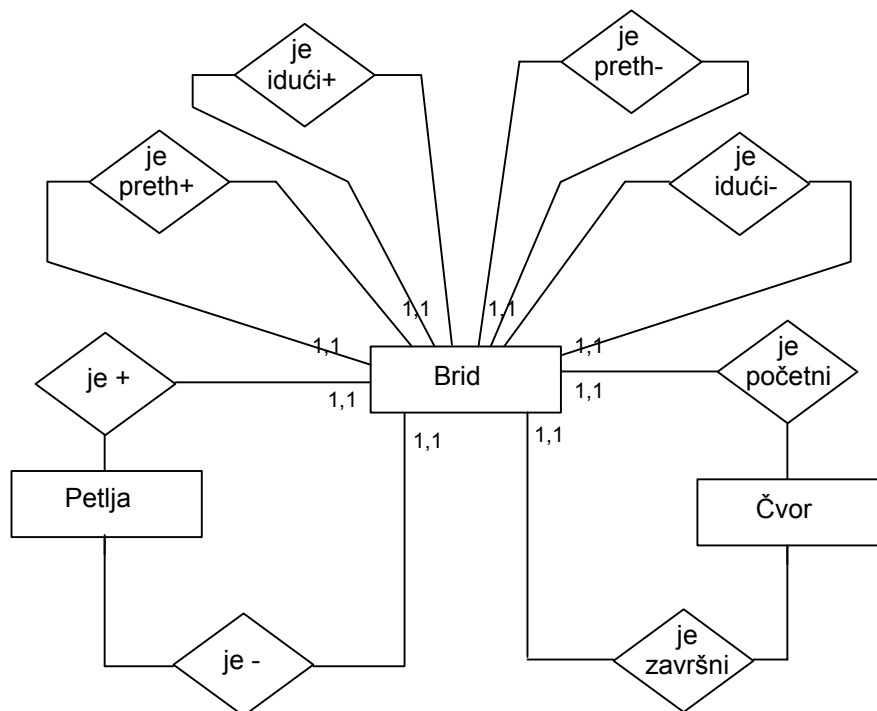 je
idući+
je
preth-
je
preth+
je
idući-
1,1
1,1
1,1
1,1
je +
Brid
je
početni
1,1
1,1
1,1
1,1
Petlja
Čvor
je -
je
završni